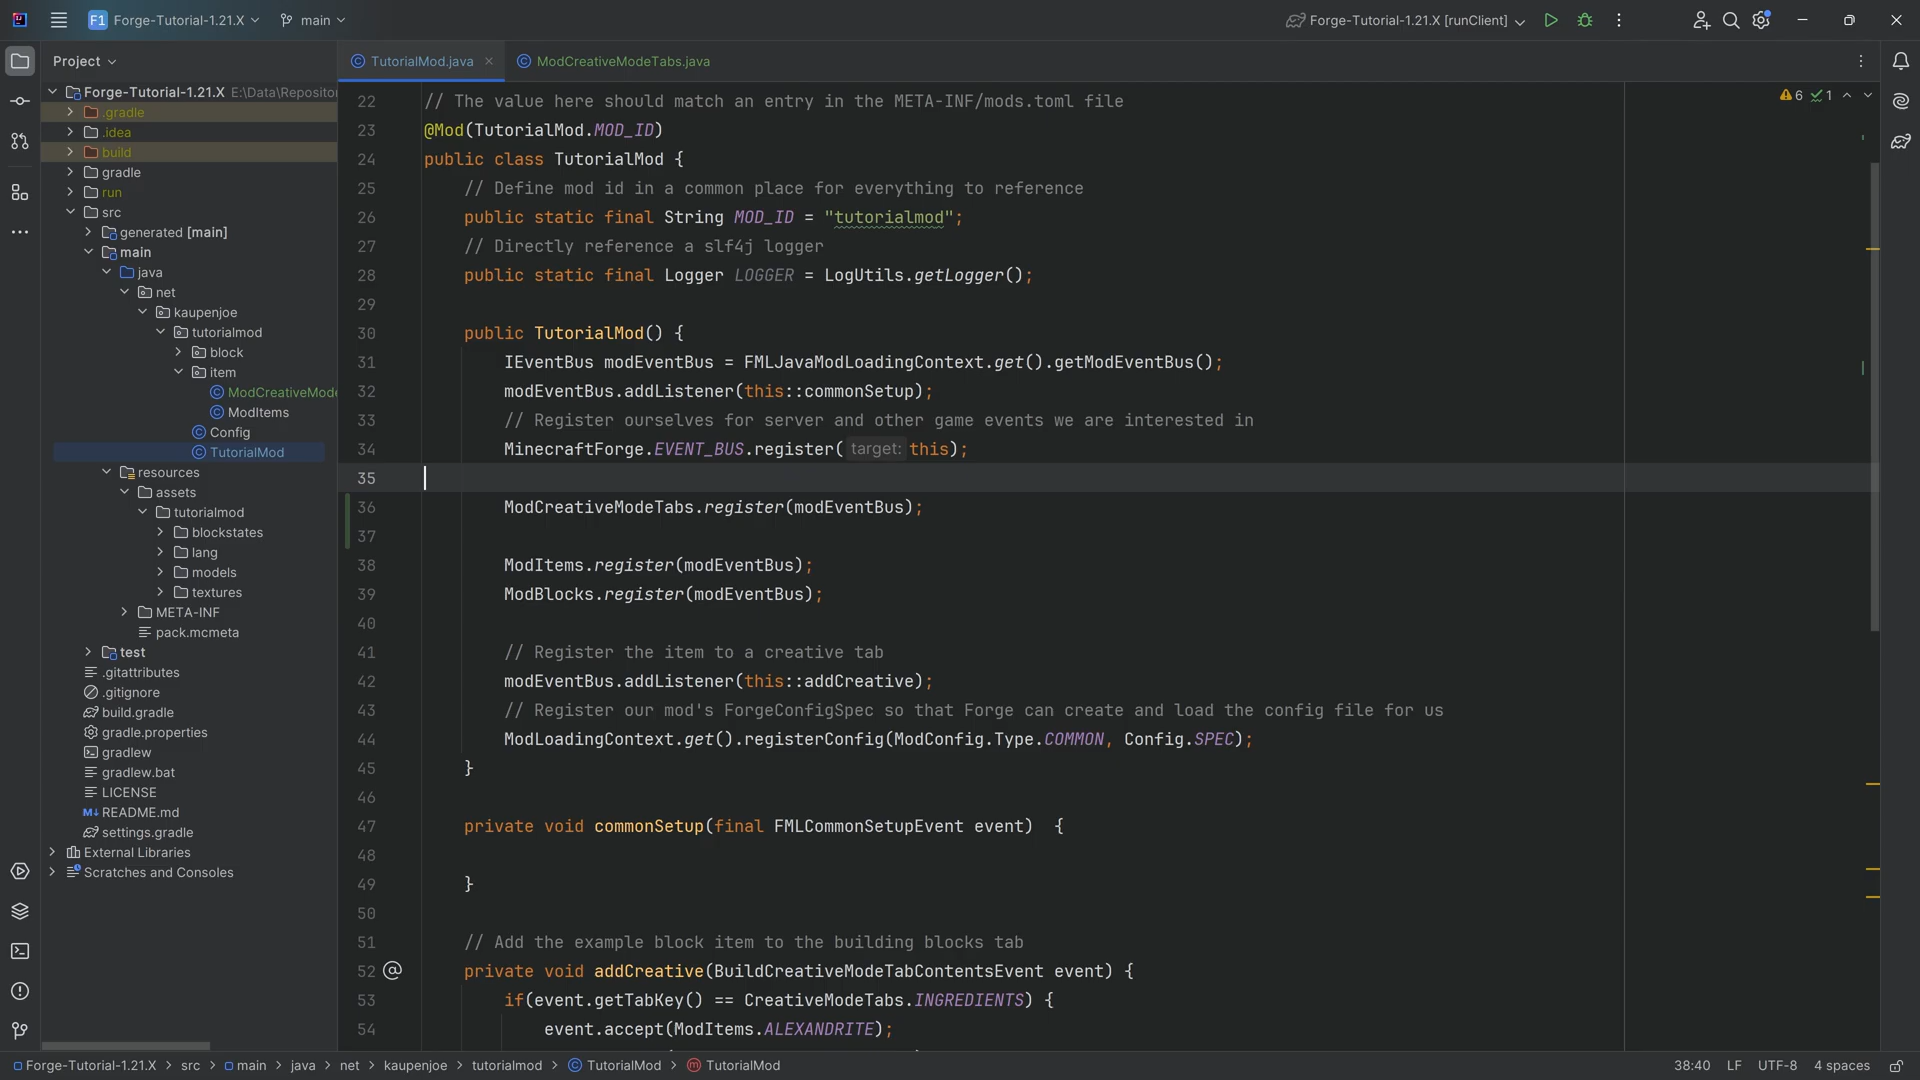 F1 Forge-Tutorial-1.21.X main Forge-Tutorial-1.21.X [runClient]
Project
TutorialMod.java ModCreativeModeTabs.java
Forge-Tutorial-1.21.X E:\Data\Reposito
.gradle
.idea
build
gradle
run
src
generated [main]
main
java
net
kaupenjoe
tutorialmod
block
item
ModCreativeMode
ModItems
Config
TutorialMod
resources
assets
tutorialmod
blockstates
lang
models
textures
META-INF
pack.mcmeta
test
.gitattributes
.gitignore
build.gradle
gradle.properties
gradlew
gradlew.bat
LICENSE
M↓ README.md
settings.gradle
External Libraries
Scratches and Consoles
6 1
22 // The value here should match an entry in the META-INF/mods.toml file
23 @Mod(TutorialMod.MOD_ID)
24 public class TutorialMod {
25 // Define mod id in a common place for everything to reference
26 public static final String MOD_ID = "tutorialmod";
27 // Directly reference a slf4j logger
28 public static final Logger LOGGER = LogUtils.getLogger();
29
30 public TutorialMod() {
31 IEventBus modEventBus = FMLJavaModLoadingContext.get().getModEventBus();
32 modEventBus.addListener(this::commonSetup);
33 // Register ourselves for server and other game events we are interested in
34 MinecraftForge.EVENT_BUS.register( target: this);
35
36 ModCreativeModeTabs.register(modEventBus);
37
38 ModItems.register(modEventBus);
39 ModBlocks.register(modEventBus);
40
41 // Register the item to a creative tab
42 modEventBus.addListener(this::addCreative);
43 // Register our mod's ForgeConfigSpec so that Forge can create and load the config file for us
44 ModLoadingContext.get().registerConfig(ModConfig.Type.COMMON, Config.SPEC);
45 }
46
47 private void commonSetup(final FMLCommonSetupEvent event) {
48
49 }
50
51 // Add the example block item to the building blocks tab
52 @ private void addCreative(BuildCreativeModeTabContentsEvent event) {
53 if(event.getTabKey() == CreativeModeTabs.INGREDIENTS) {
54 event.accept(ModItems.ALEXANDRITE);
Forge-Tutorial-1.21.X > src > main > java > net > kaupenjoe > tutorialmod > TutorialMod > TutorialMod 38:40 LF UTF-8 4 spaces